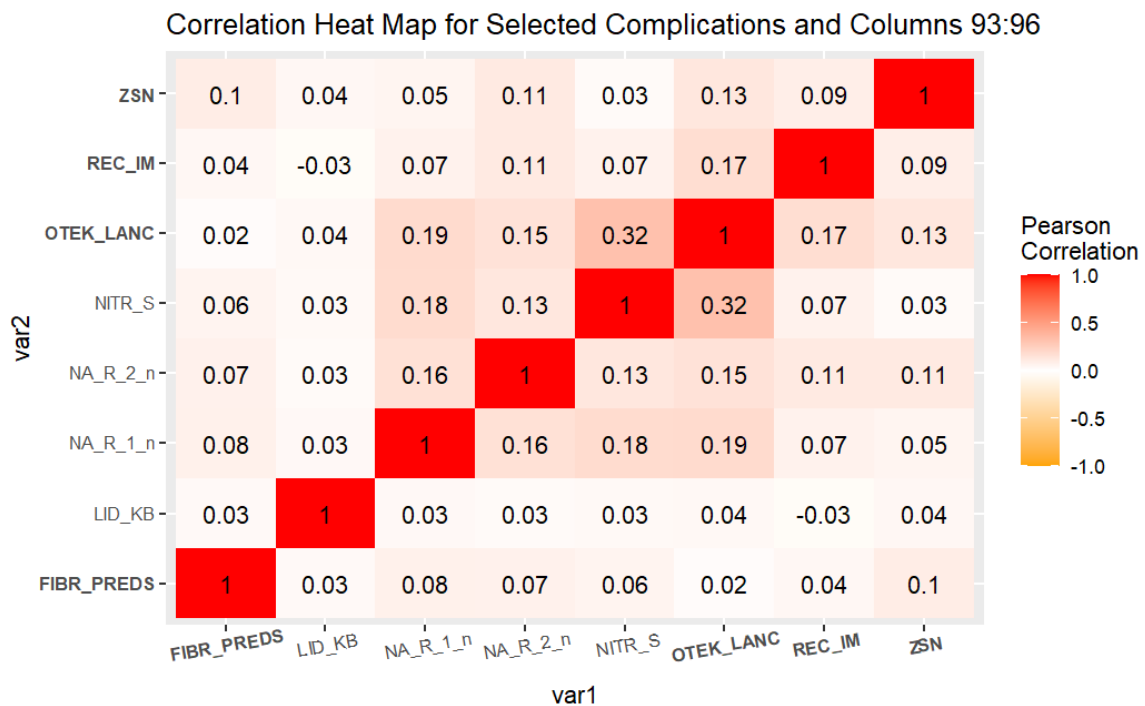 Correlation Heat Map for Selected Complications and Columns 93:96
var2
ZSN 0.1 0.04 0.05 0.11 0.03 0.13 0.09 1
REC_IM 0.04 -0.03 0.07 0.11 0.07 0.17 1 0.09
OTEK_LANC 0.02 0.04 0.19 0.15 0.32 1 0.17 0.13
NITR_S 0.06 0.03 0.18 0.13 1 0.32 0.07 0.03
NA_R_2_n 0.07 0.03 0.16 1 0.13 0.15 0.11 0.11
NA_R_1_n 0.08 0.03 1 0.16 0.18 0.19 0.07 0.05
LID_KB 0.03 1 0.03 0.03 0.03 0.04 -0.03 0.04
FIBR_PREDS 1 0.03 0.08 0.07 0.06 0.02 0.04 0.1
FIBR_PREDS LID_KB NA_R_1_n NA_R_2_n NITR_S OTEK_LANC REC_IM ZSN
var1
Pearson
Correlation
1.0
0.5
0.0
-0.5
-1.0